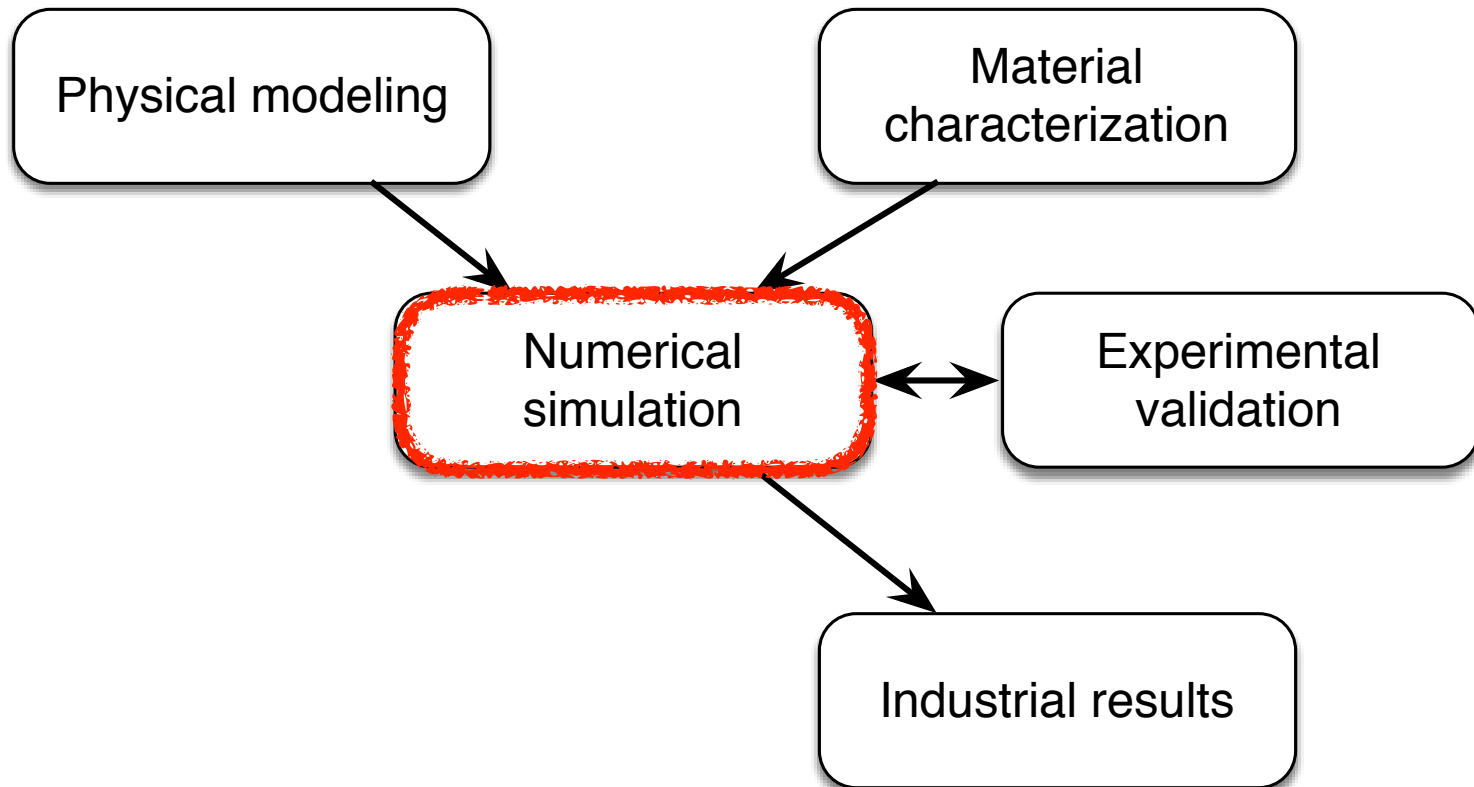 Physical modeling
Material
characterization
Numerical
simulation
Experimental
validation
Industrial results